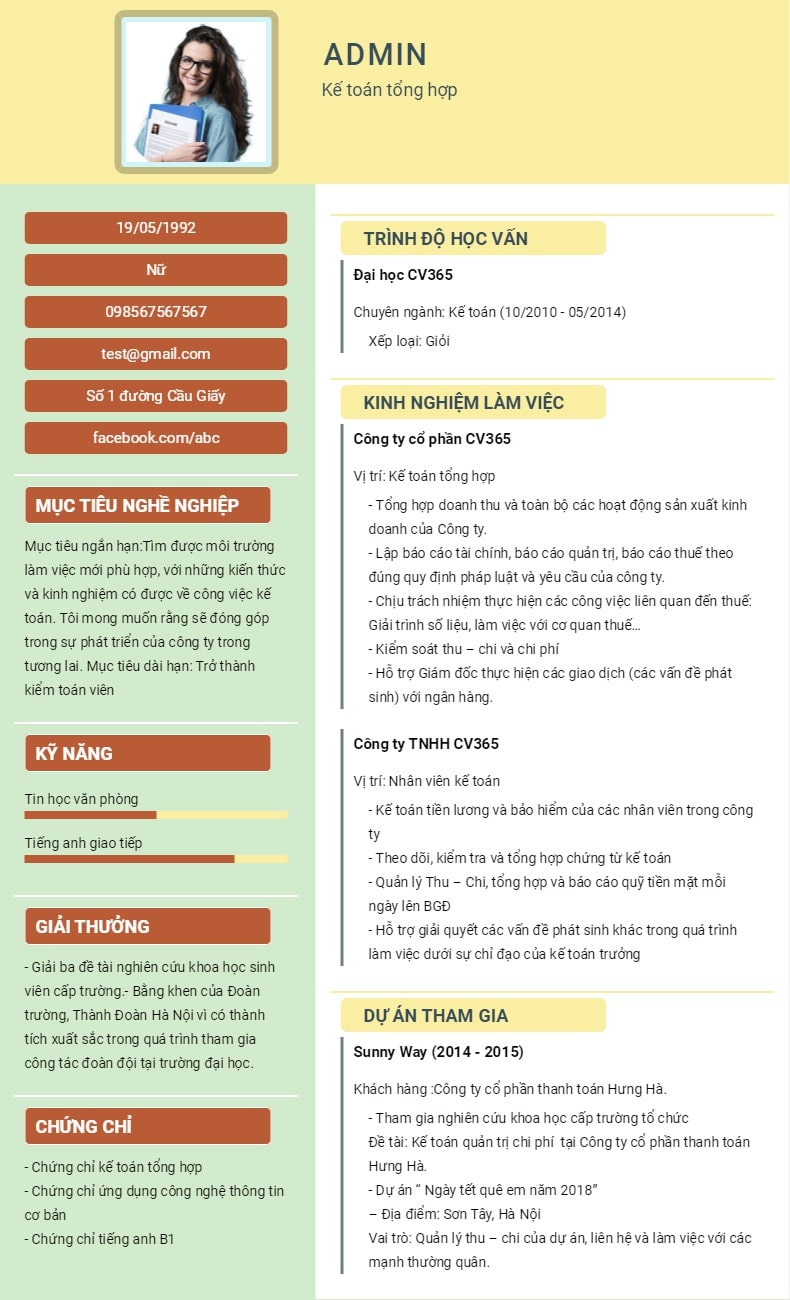 ADMIN
Kế toán tổng hợp
19/05/1992
Nữ
098567567567
test@gmail.com
Số 1 đường Cầu Giấy
facebook.com/abc
MỤC TIÊU NGHỀ NGHIỆP
Mục tiêu ngắn hạn:Tìm được môi trường
làm việc mới phù hợp, với những kiến thức
và kinh nghiệm có được về công việc kế
toán. Tôi mong muốn rằng sẽ đóng góp
trong sự phát triển của công ty trong
tương lai. Mục tiêu dài hạn: Trở thành
kiểm toán viên
KỸ NĂNG
Tin học văn phòng
Tiếng anh giao tiếp
GIẢI THƯỞNG
- Giải ba đề tài nghiên cứu khoa học sinh
viên cấp trường.- Bằng khen của Đoàn
trường, Thành Đoàn Hà Nội vì có thành
tích xuất sắc trong quá trình tham gia
công tác đoàn đội tại trường đại học.
CHỨNG CHỈ
- Chứng chỉ kế toán tổng hợp
- Chứng chỉ ứng dụng công nghệ thông tin
cơ bản
- Chứng chỉ tiếng anh B1
TRÌNH ĐỘ HỌC VẤN
Đại học CV365
Chuyên ngành: Kế toán (10/2010 - 05/2014)
Xếp loại: Giỏi
KINH NGHIỆM LÀM VIỆC
Công ty cổ phần CV365
Vị trí: Kế toán tổng hợp
- Tổng hợp doanh thu và toàn bộ các hoạt động sản xuất kinh
doanh của Công ty.
- Lập báo cáo tài chính, báo cáo quản trị, báo cáo thuế theo
đúng quy định pháp luật và yêu cầu của công ty.
- Chịu trách nhiệm thực hiện các công việc liên quan đến thuế:
Giải trình số liệu, làm việc với cơ quan thuế...
- Kiểm soát thu – chi và chi phí
- Hỗ trợ Giám đốc thực hiện các giao dịch (các vấn đề phát
sinh) với ngân hàng.
Công ty TNHH CV365
Vị trí: Nhân viên kế toán
- Kế toán tiền lương và bảo hiểm của các nhân viên trong công
ty
- Theo dõi, kiểm tra và tổng hợp chứng từ kế toán
- Quản lý Thu – Chi, tổng hợp và báo cáo quỹ tiền mặt mỗi
ngày lên BGĐ
- Hỗ trợ giải quyết các vấn đề phát sinh khác trong quá trình
làm việc dưới sự chỉ đạo của kế toán trưởng
DỰ ÁN THAM GIA
Sunny Way (2014 - 2015)
Khách hàng :Công ty cổ phần thanh toán Hưng Hà.
- Tham gia nghiên cứu khoa học cấp trường tổ chức
Đề tài: Kế toán quản trị chi phí tại Công ty cổ phần thanh toán
Hưng Hà.
- Dự án “ Ngày tết quê em năm 2018”
– Địa điểm: Sơn Tây, Hà Nội
Vai trò: Quản lý thu – chi của dự án, liên hệ và làm việc với các
mạnh thường quân.